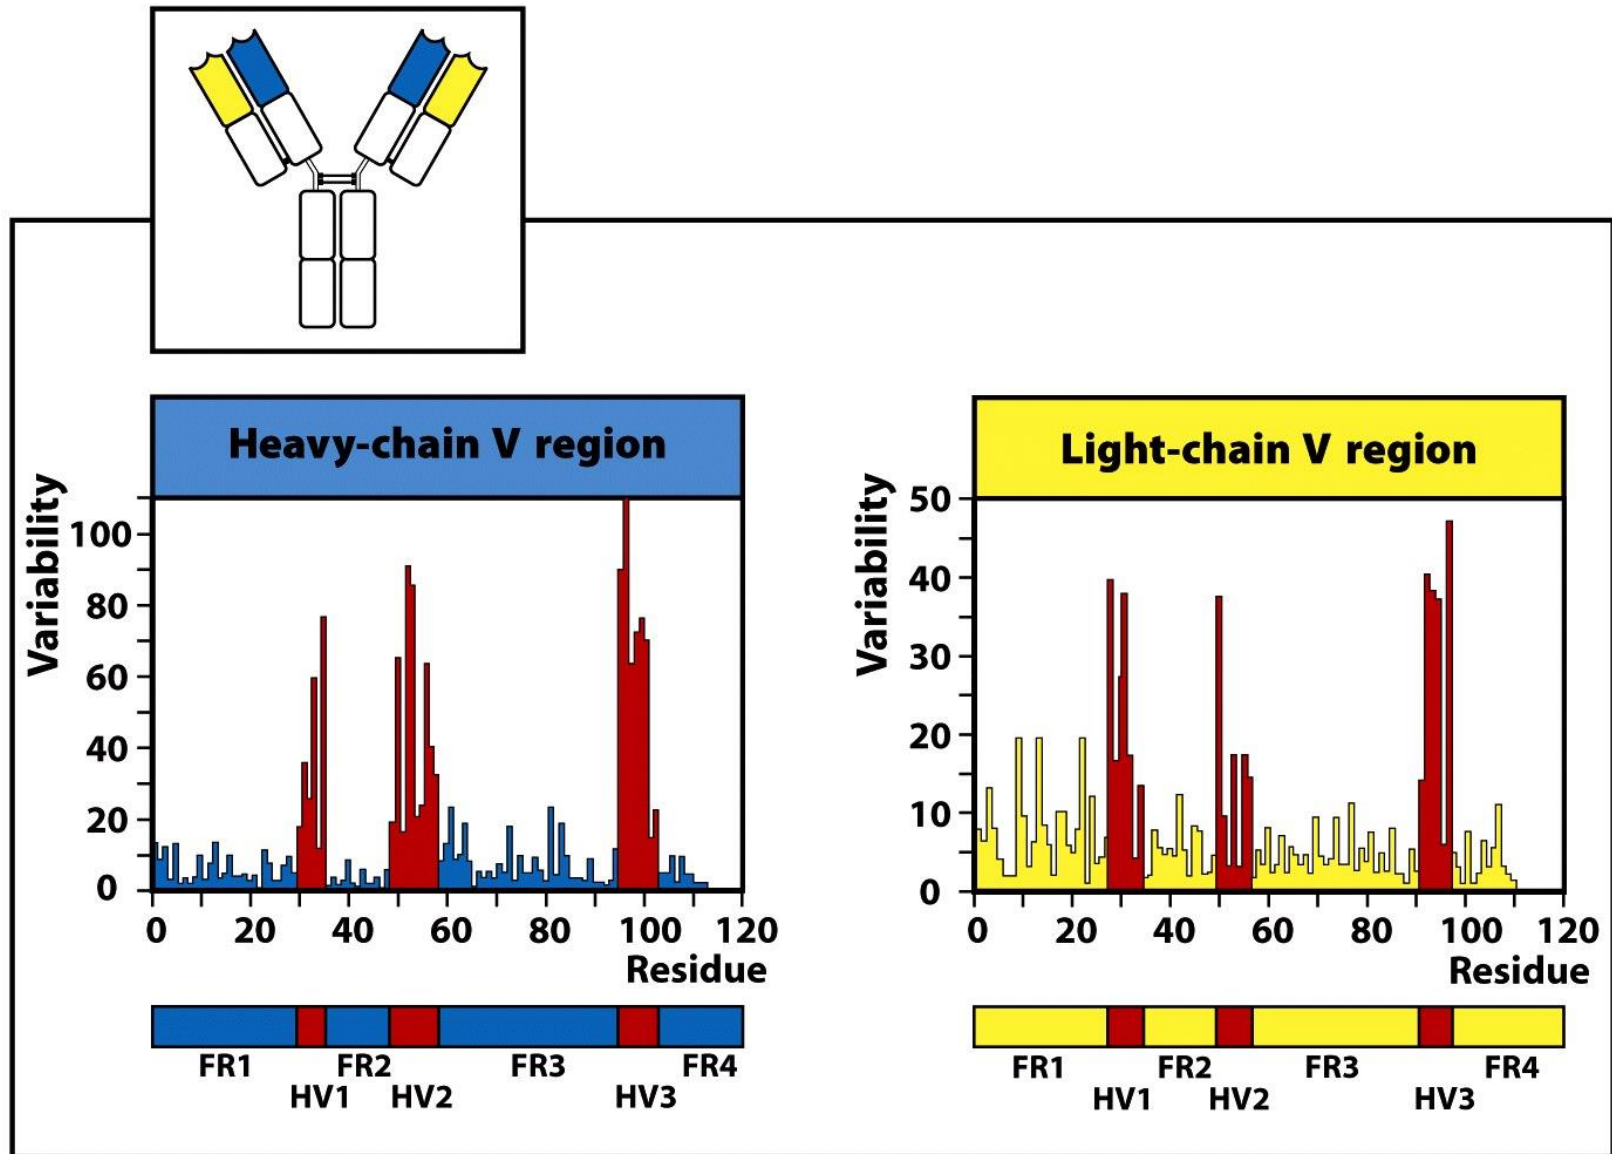 Heavy-chain V region
Variability
100
80
60
40
20
0
0 20 40 60 80 100 120
Residue
FR1 FR2 FR3 FR4
HV1 HV2 HV3
Light-chain V region
Variability
50
40
30
20
10
0
0 20 40 60 80 100 120
Residue
FR1 FR2 FR3 FR4
HV1 HV2 HV3